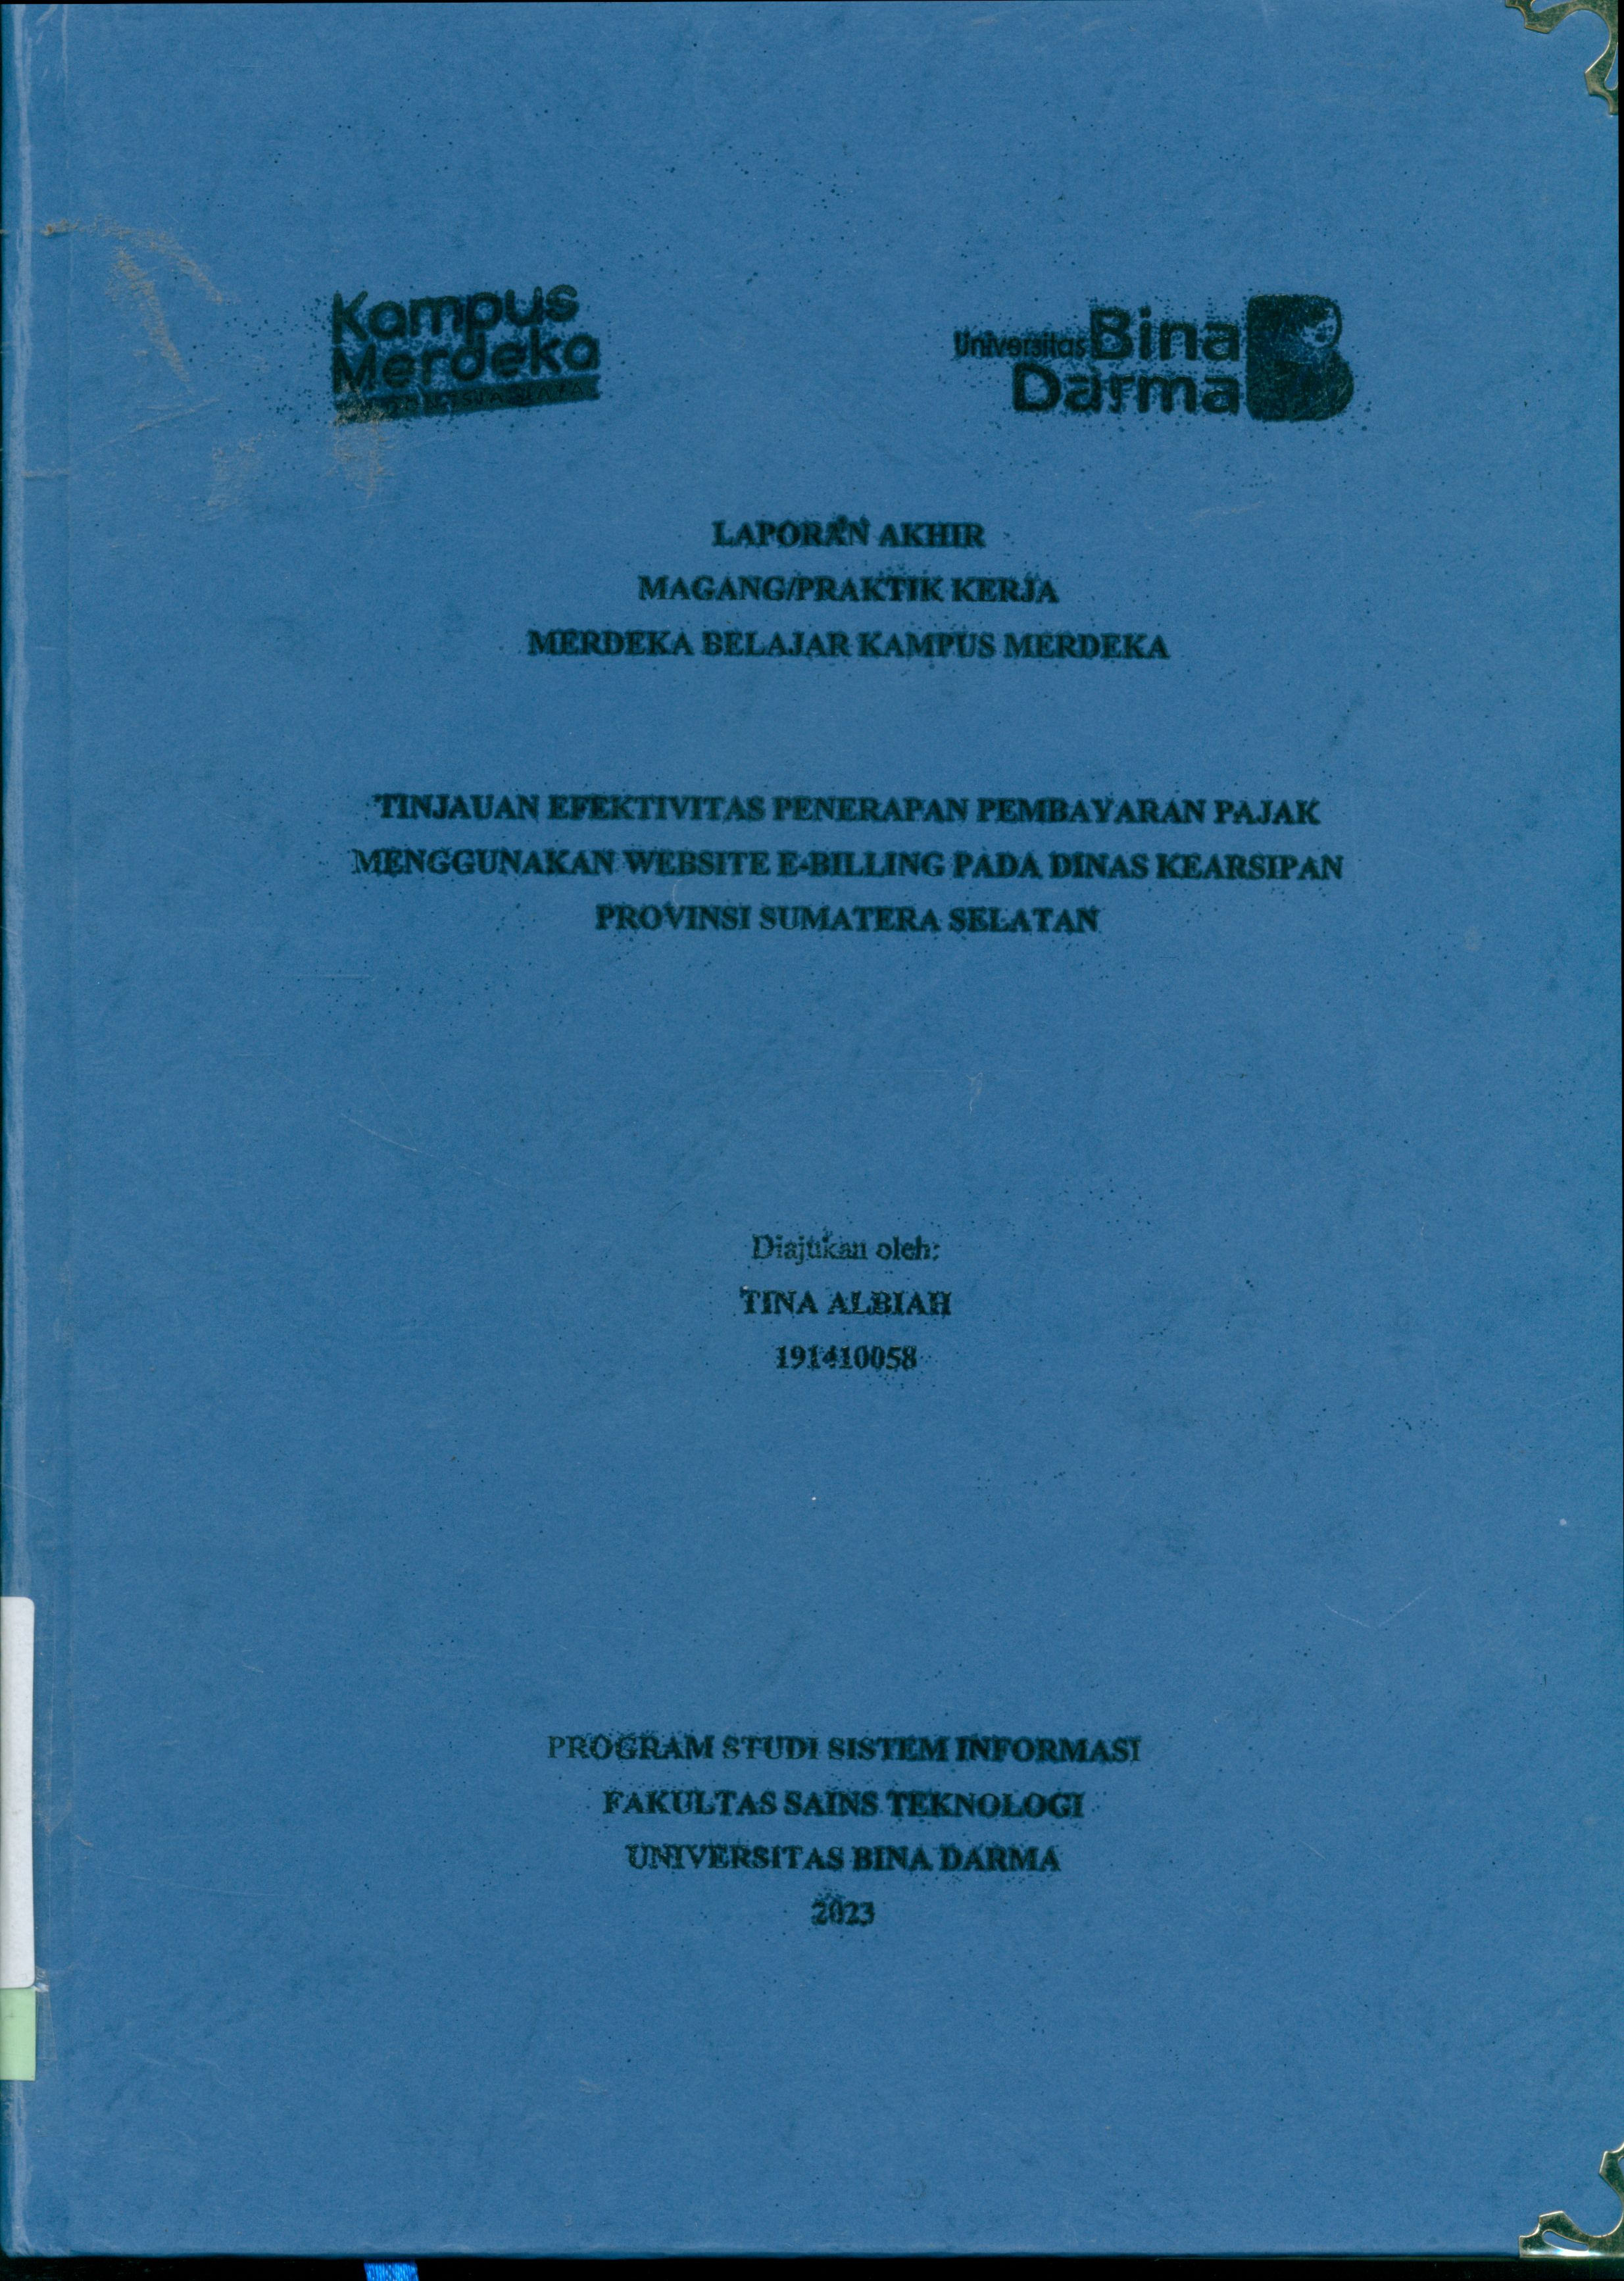 Kampus
Merdeka
Universitas Bina
Darma
LAPORAN AKHIR
MAGANG/PRAKTIK KERJA
MERDEKA BELAJAR KAMPUS MERDEKA
TINJAUAN EFEKTIVITAS PENERAPAN PEMBAYARAN PAJAK
MENGGUNAKAN WEBSITE E-BILLING PADA DINAS KEARSIPAN
PROVINSI SUMATERA SELATAN
Diajukan oleh:
TINA ALBIAH
191410058
PROGRAM STUDI SISTEM INFORMASI
FAKULTAS SAINS TEKNOLOGI
UNIVERSITAS BINA DARMA
2023